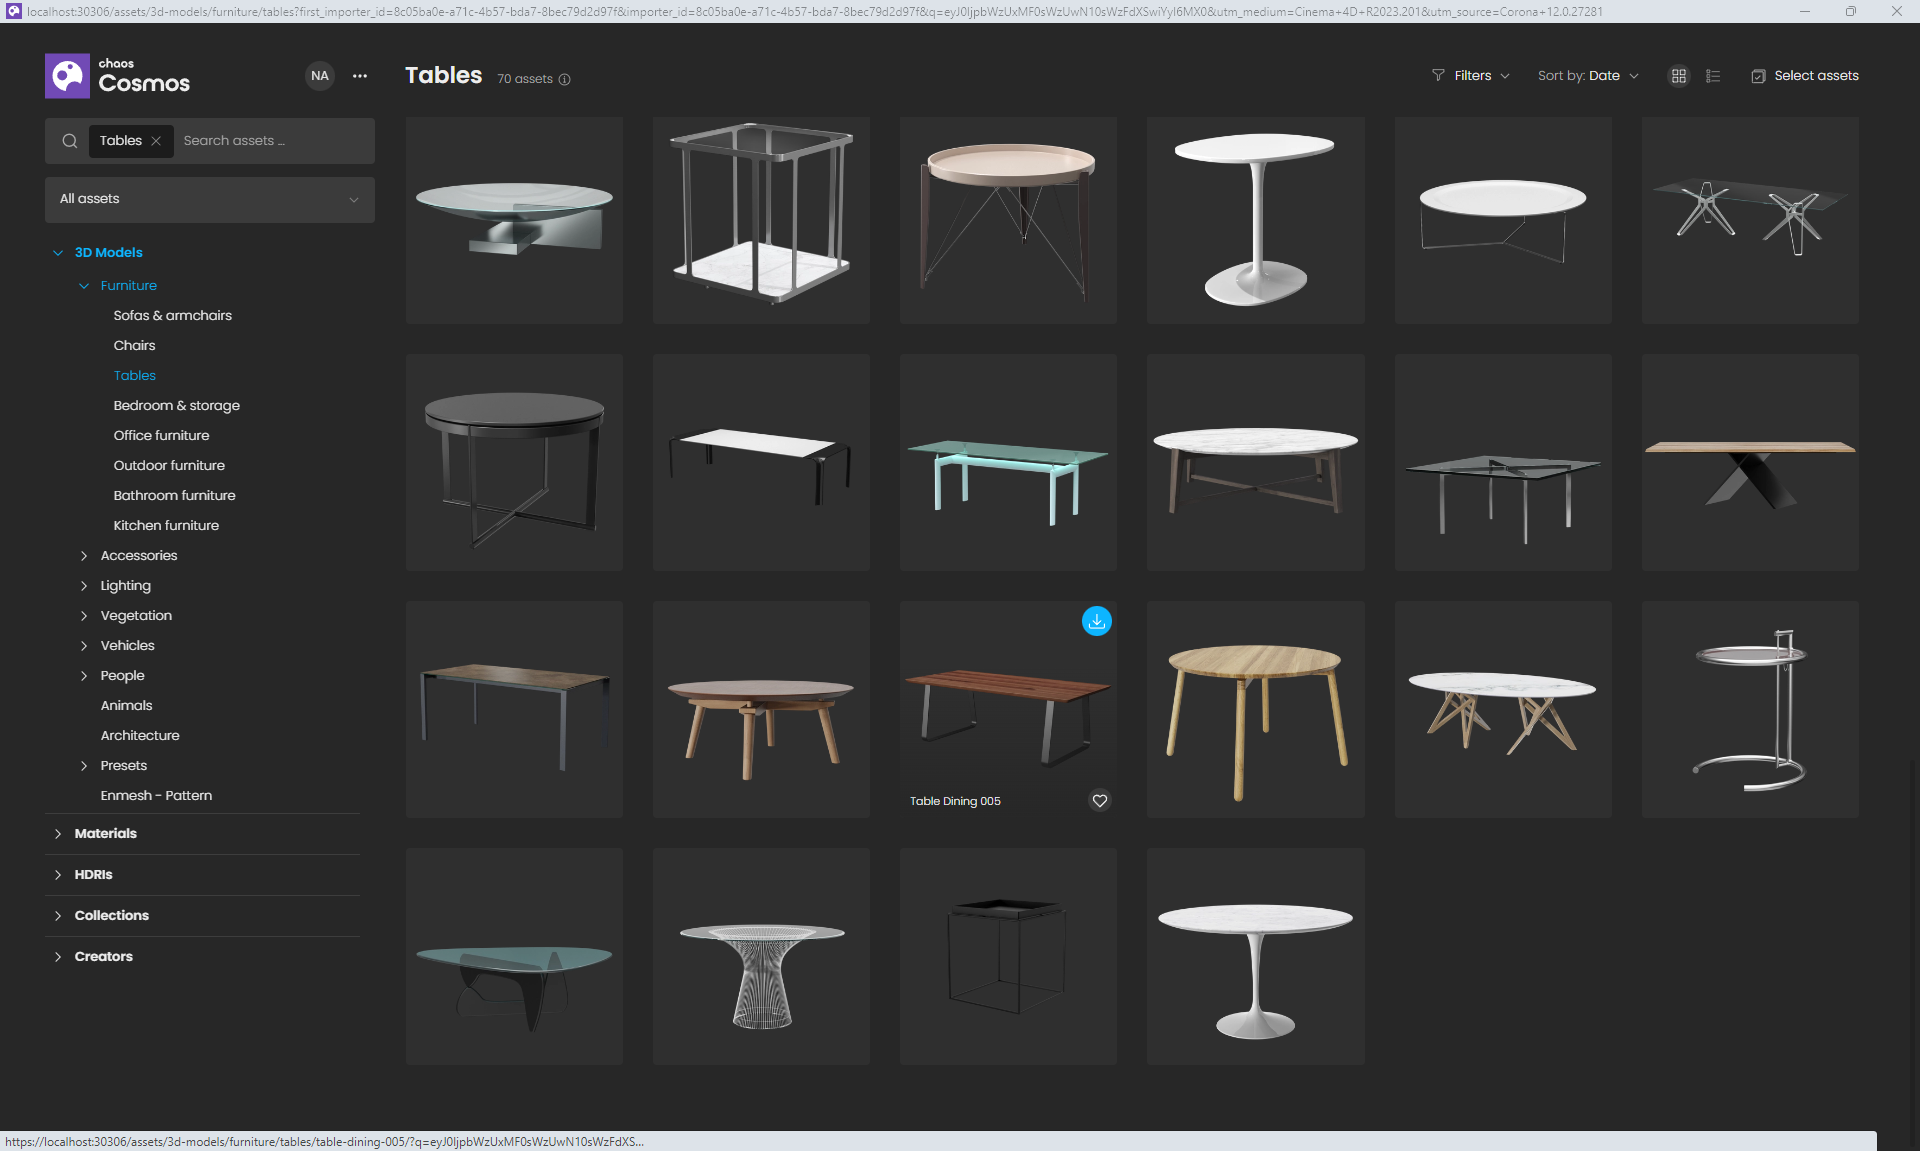 localhost:30306/assets/3d-models/furniture/tables?first_importer_id=8c05ba0e-a71c-4b57-bda7-8bec79d2d97f&importer_id=8c05ba0e-a71c-4b57-bda7-8bec79d2d97f&q=eyJ0IjpbWzUxMF0sWzUwN10sWzFdXSwiYyI6MX0&utm_medium=Cinema+4D+R2023.201&utm_source=Corona+12.0.27281
chaos
Cosmos
NA
Tables 70 assets
Filters Sort by: Date Select assets
Tables Search assets ...
All assets
3D Models
Furniture
Sofas & armchairs
Chairs
Tables
Bedroom & storage
Office furniture
Outdoor furniture
Bathroom furniture
Kitchen furniture
Accessories
Lighting
Vegetation
Vehicles
People
Animals
Architecture
Presets
Enmesh - Pattern
Materials
HDRIs
Collections
Creators
Table Dining 005
https://localhost:30306/assets/3d-models/furniture/tables/table-dining-005/?q=eyJ0IjpbWzUxMF0sWzUwN10sWzFdXS...